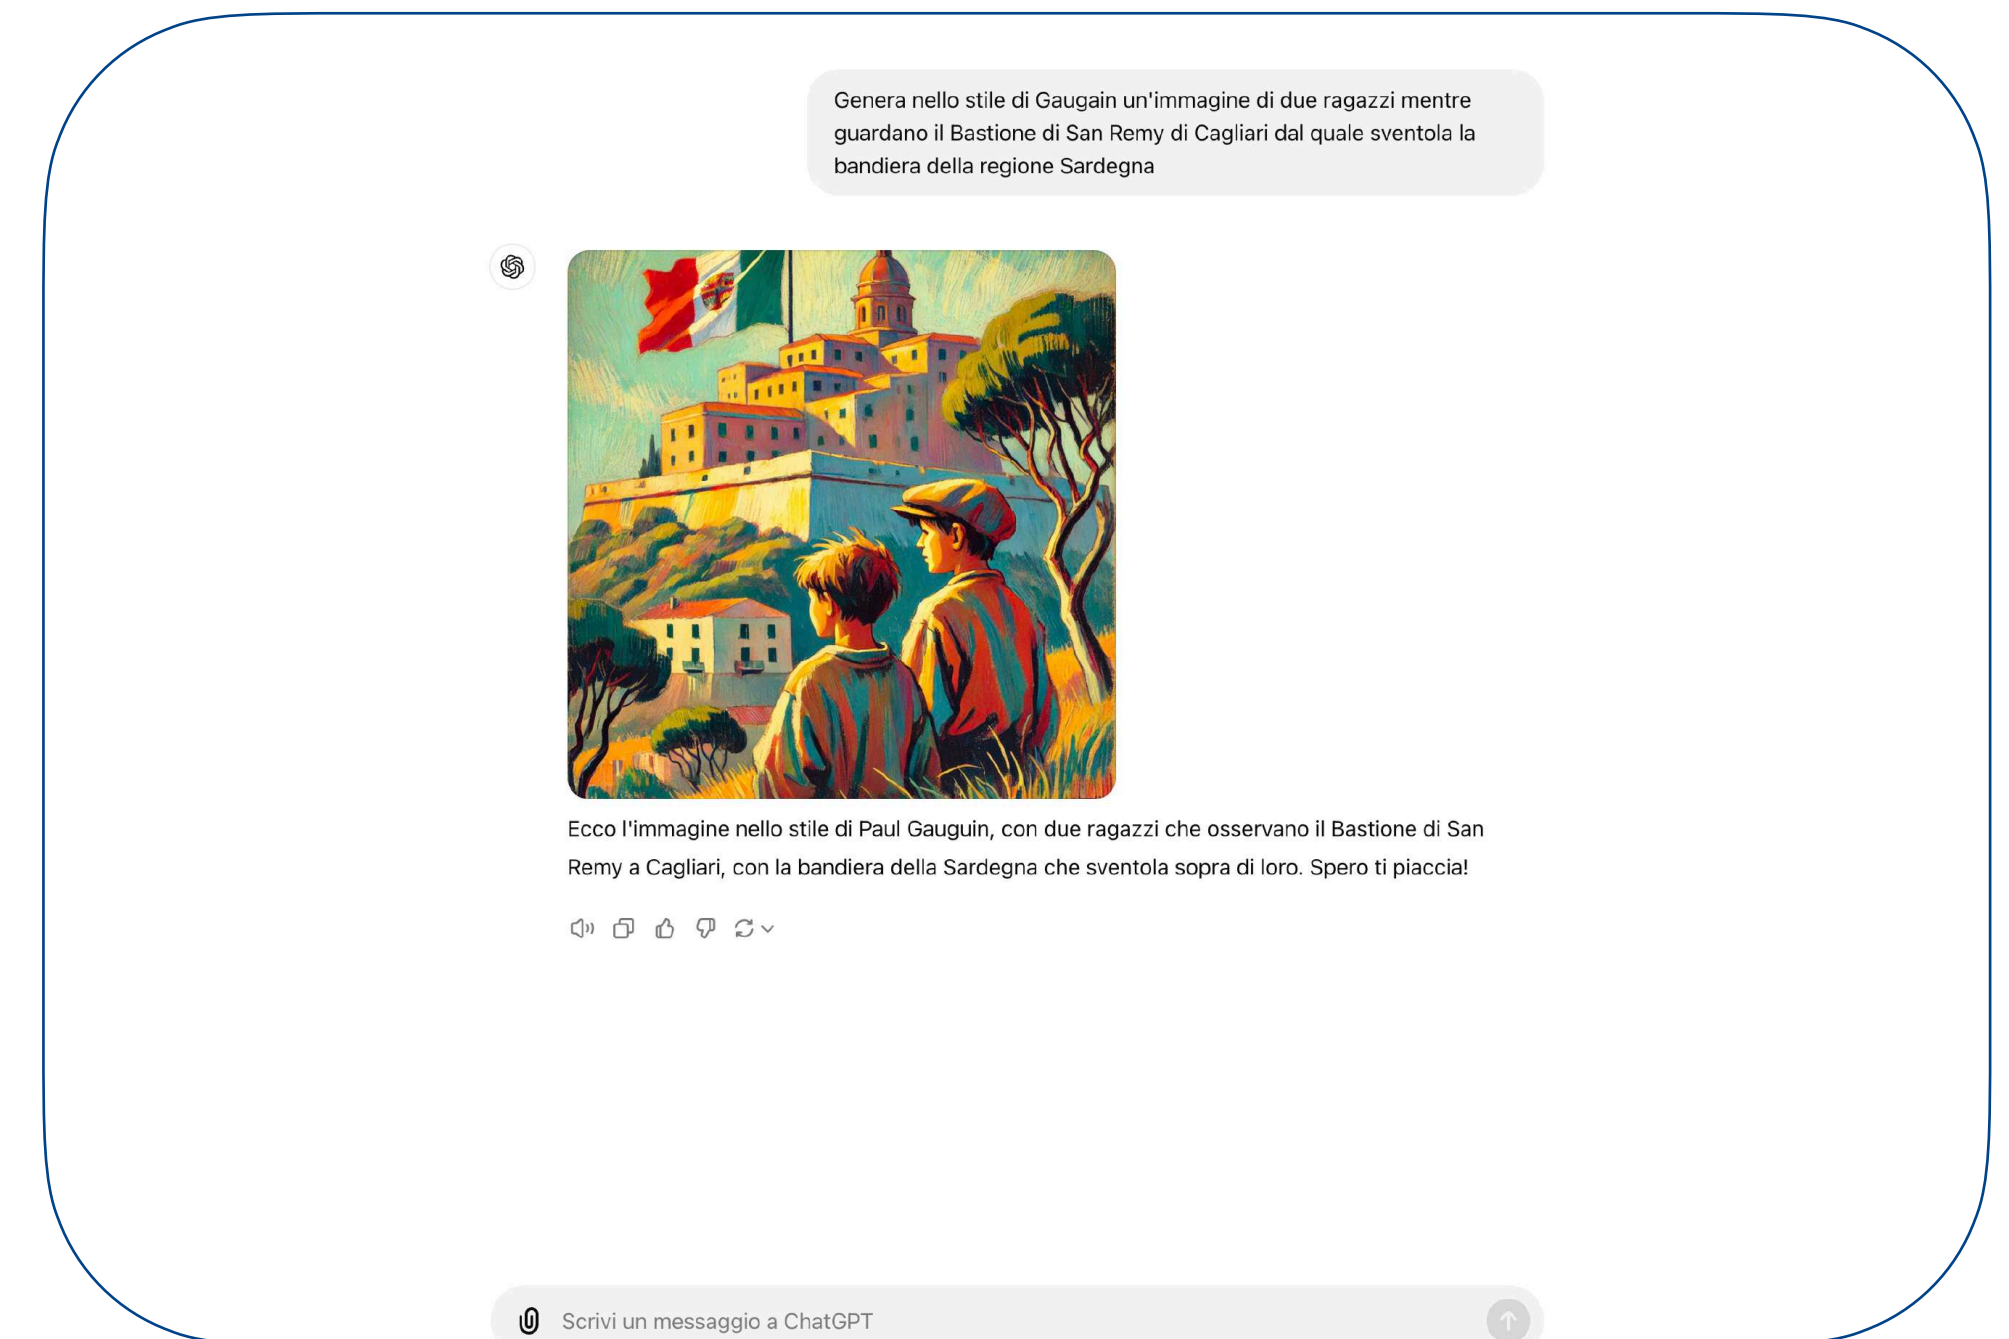 Genera nello stile di Gaugain un'immagine di due ragazzi mentre
guardano il Bastione di San Remy di Cagliari dal quale sventola la
bandiera della regione Sardegna
Ecco l'immagine nello stile di Paul Gauguin, con due ragazzi che osservano il Bastione di San
Remy a Cagliari, con la bandiera della Sardegna che sventola sopra di loro. Spero ti piaccia!
Scrivi un messaggio a ChatGPT